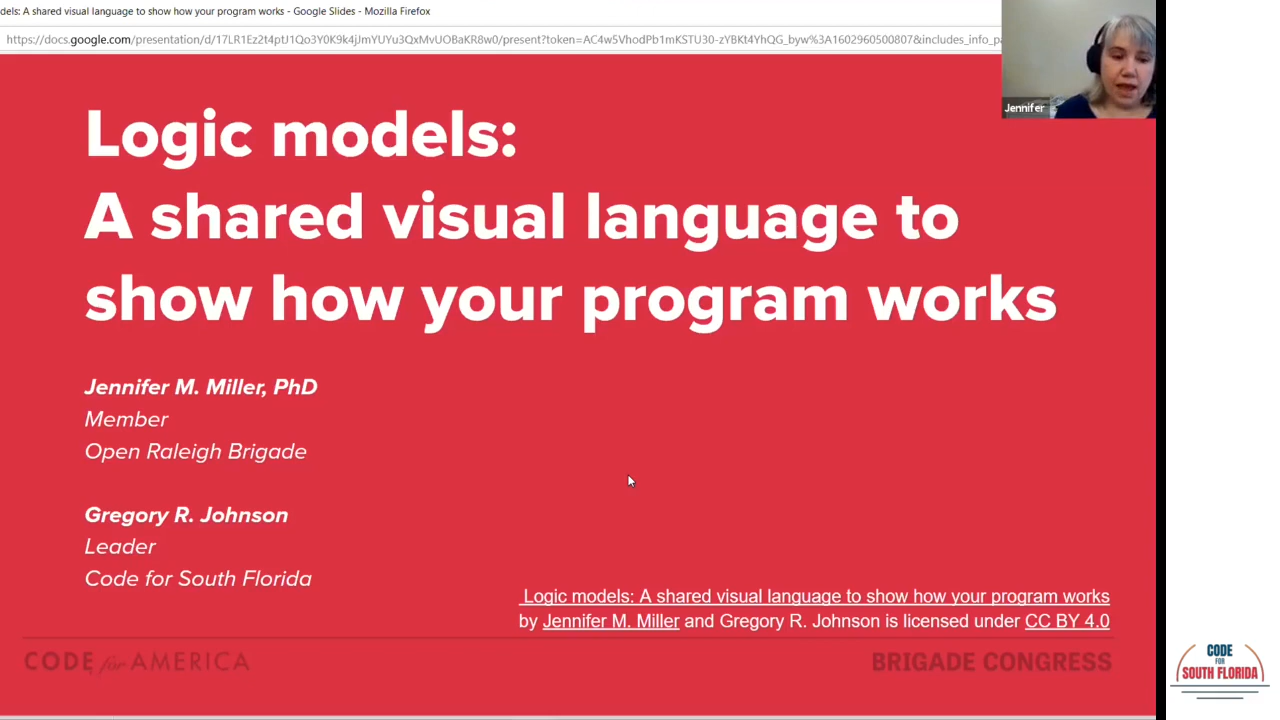 dels: A shared visual language to show how your program works - Google Slides - Mozilla Firefox
https://docs.google.com/presentation/d/17LR1Ez2t4ptJ1Qo3Y0K9k4jJmYUYu3QxMvUOBaKR8w0/present?token=AC4w5VhodPb1mKSTU30-zYBKt4YhQG_byw%3A1602960500807&includes_info_pa
Jennifer
Logic models:
A shared visual language to
show how your program works
Jennifer M. Miller, PhD
Member
Open Raleigh Brigade
Gregory R. Johnson
Leader
Code for South Florida
Logic models: A shared visual language to show how your program works
by Jennifer M. Miller and Gregory R. Johnson is licensed under CC BY 4.0
CODE for AMERICA
BRIGADE CONGRESS
CODE
FOR
SOUTH FLORIDA